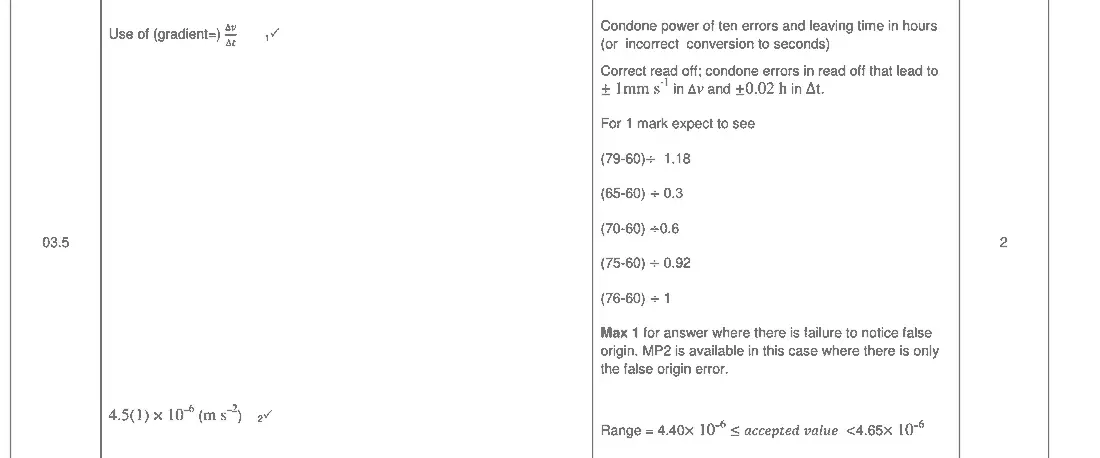 Use of (gradient=) Δv/Δt 1✓
Condone power of ten errors and leaving time in hours
(or incorrect conversion to seconds)
Correct read off; condone errors in read off that lead to
± 1mm s⁻¹ in Δv and ±0.02 h in Δt.
For 1 mark expect to see
(79-60)÷ 1.18
(65-60) ÷ 0.3
(70-60) ÷0.6
03.5
2
(75-60) ÷ 0.92
(76-60) ÷ 1
Max 1 for answer where there is failure to notice false
origin. MP2 is available in this case where there is only
the false origin error.
4.5(1) × 10⁻⁶ (m s⁻²) 2✓
Range = 4.40× 10⁻⁶ ≤ accepted value <4.65× 10⁻⁶